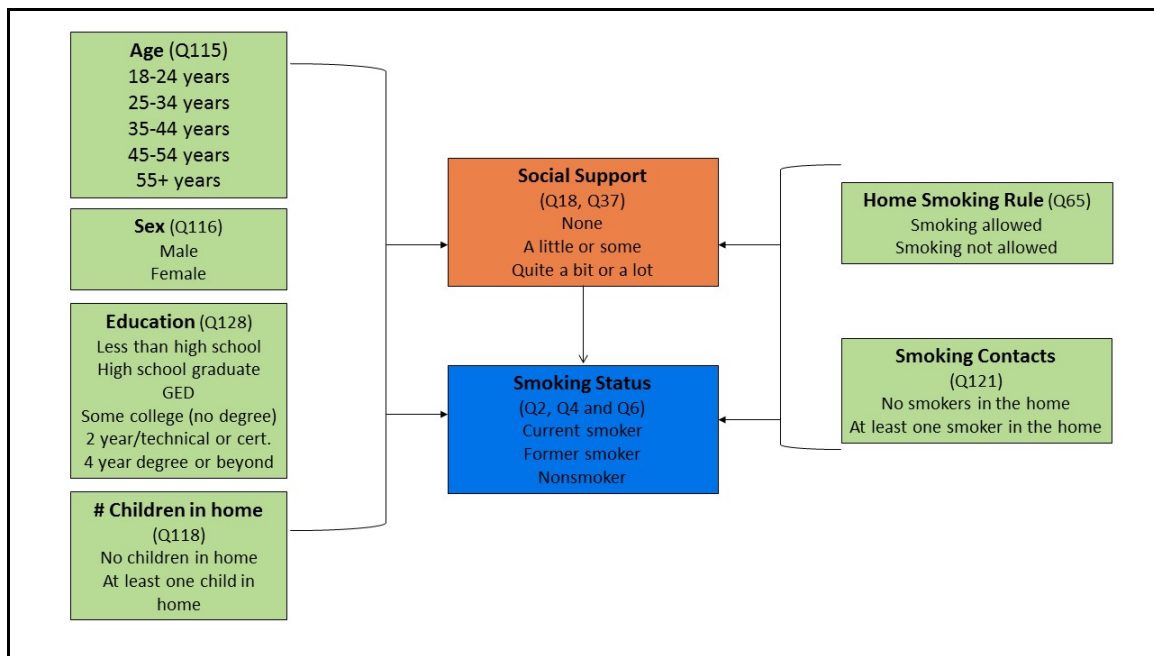 Age (Q115)
18-24 years
25-34 years
35-44 years
45-54 years
55+ years
Sex (Q116)
Male
Female
Education (Q128)
Less than high school
High school graduate
GED
Some college (no degree)
2 year/technical or cert.
4 year degree or beyond
# Children in home
(Q118)
No children in home
At least one child in
home
Social Support
(Q18, Q37)
None
A little or some
Quite a bit or a lot
Smoking Status
(Q2, Q4 and Q6)
Current smoker
Former smoker
Nonsmoker
Home Smoking Rule (Q65)
Smoking allowed
Smoking not allowed
Smoking Contacts
(Q121)
No smokers in the home
At least one smoker in the home